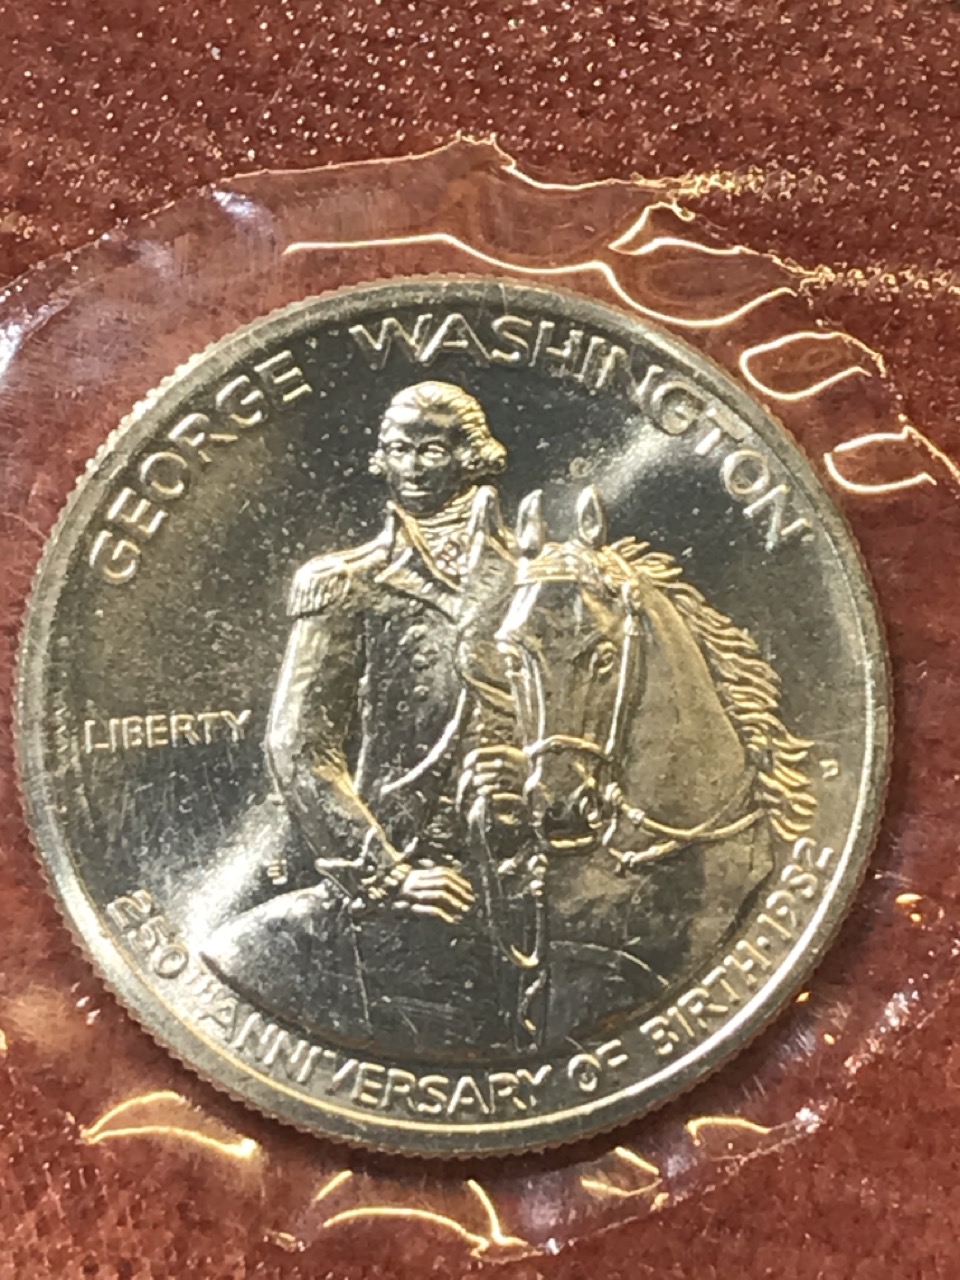 GEORGE WASHINGTON
LIBERTY
250TH ANNIVERSARY OF BIRTH · 1982